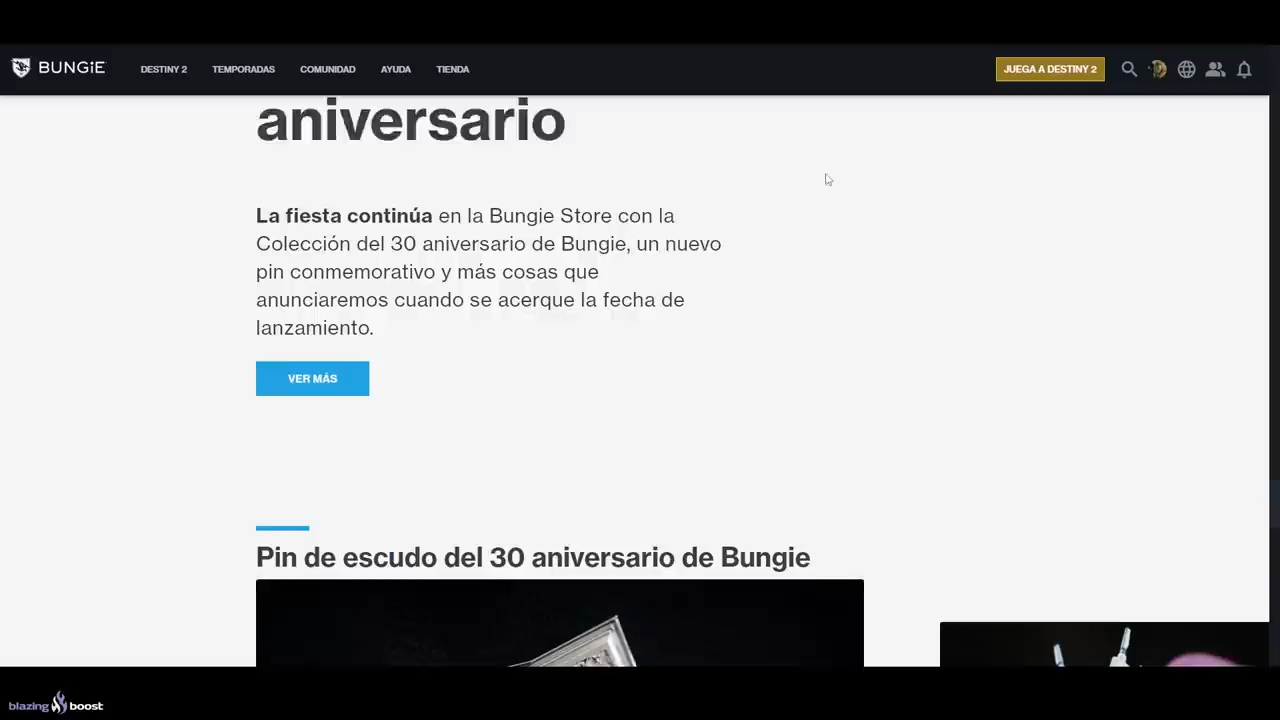 BUNGiE
DESTINY 2 TEMPORADAS COMUNIDAD AYUDA TIENDA
JUEGA A DESTINY 2
aniversario
La fiesta continúa en la Bungie Store con la
Colección del 30 aniversario de Bungie, un nuevo
pin conmemorativo y más cosas que
anunciaremos cuando se acerque la fecha de
lanzamiento.
VER MÁS
Pin de escudo del 30 aniversario de Bungie
blazing boost